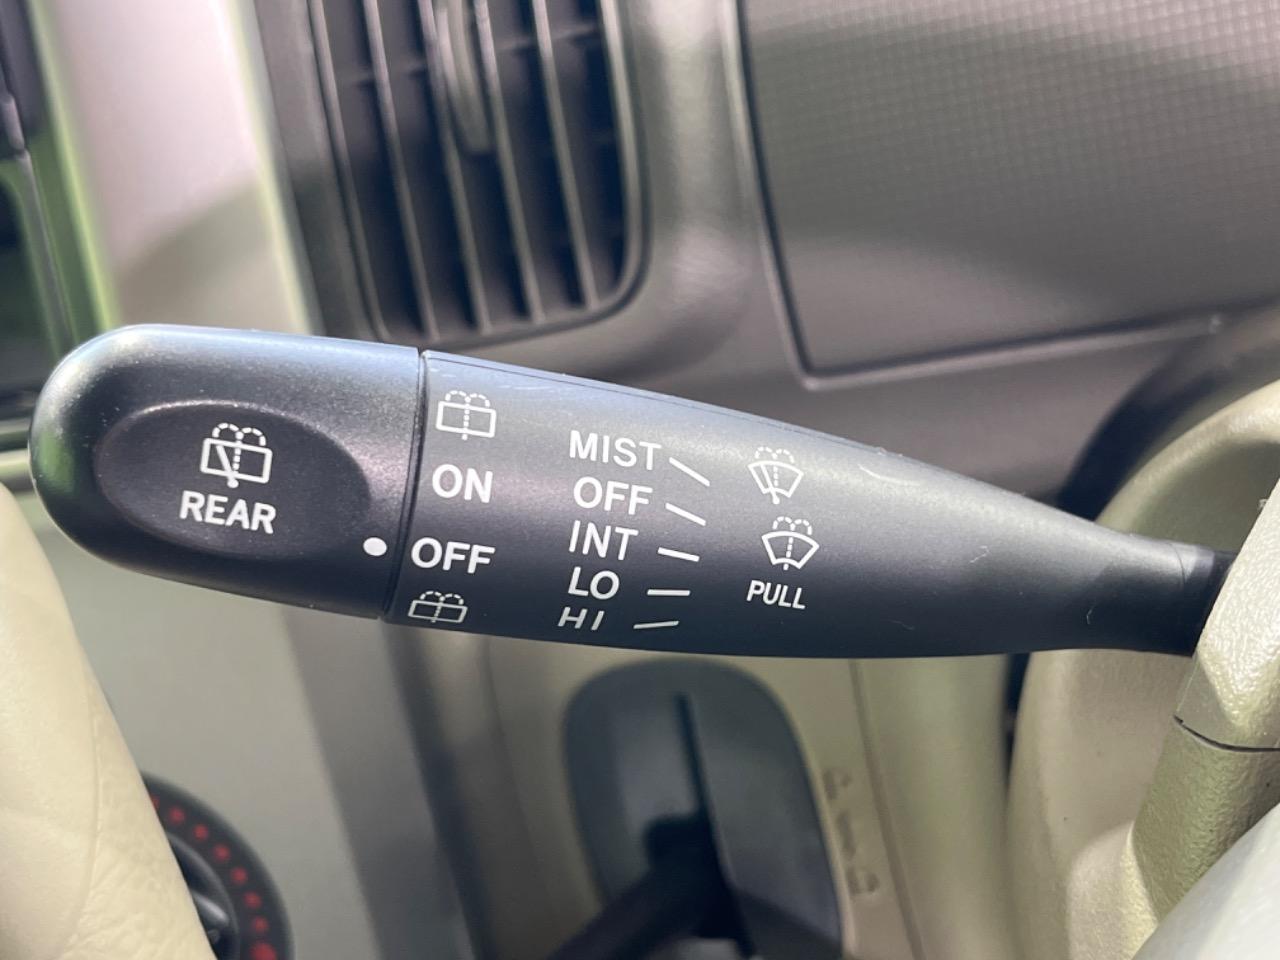 REAR
ON
OFF
MIST
OFF
INT
LO
HI
PULL